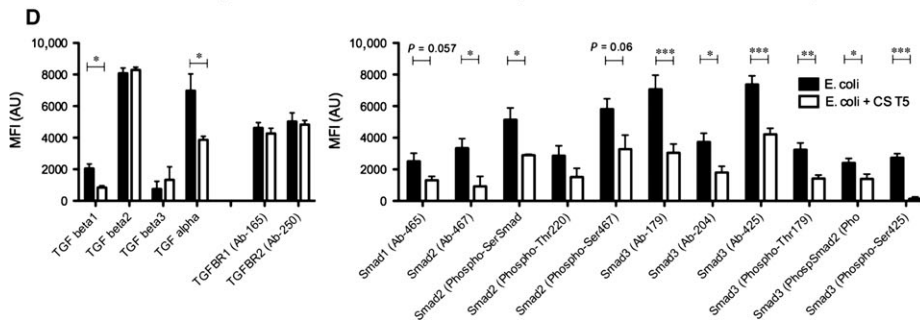 D
10,000
8000
6000
4000
2000
0
MFI (AU)
*
*
TGF beta1
TGF beta2
TGF beta3
TGF alpha
TGFBR1 (Ab-165)
TGFBR2 (Ab-250)
10,000
8000
6000
4000
2000
0
MFI (AU)
P = 0.057
*
*
P = 0.06
***
*
***
**
*
***
E. coli
E. coli + CS T5
Smad1 (Ab-465)
Smad2 (Ab-467)
Smad2 (Phospho-SerSmad
Smad2 (Phospho-Thr220)
Smad2 (Phospho-Ser467)
Smad3 (Ab-179)
Smad3 (Ab-204)
Smad3 (Ab-425)
Smad3 (Phospho-Thr179)
Smad3 (PhospSmad2 (Pho
Smad3 (Phospho-Ser425)